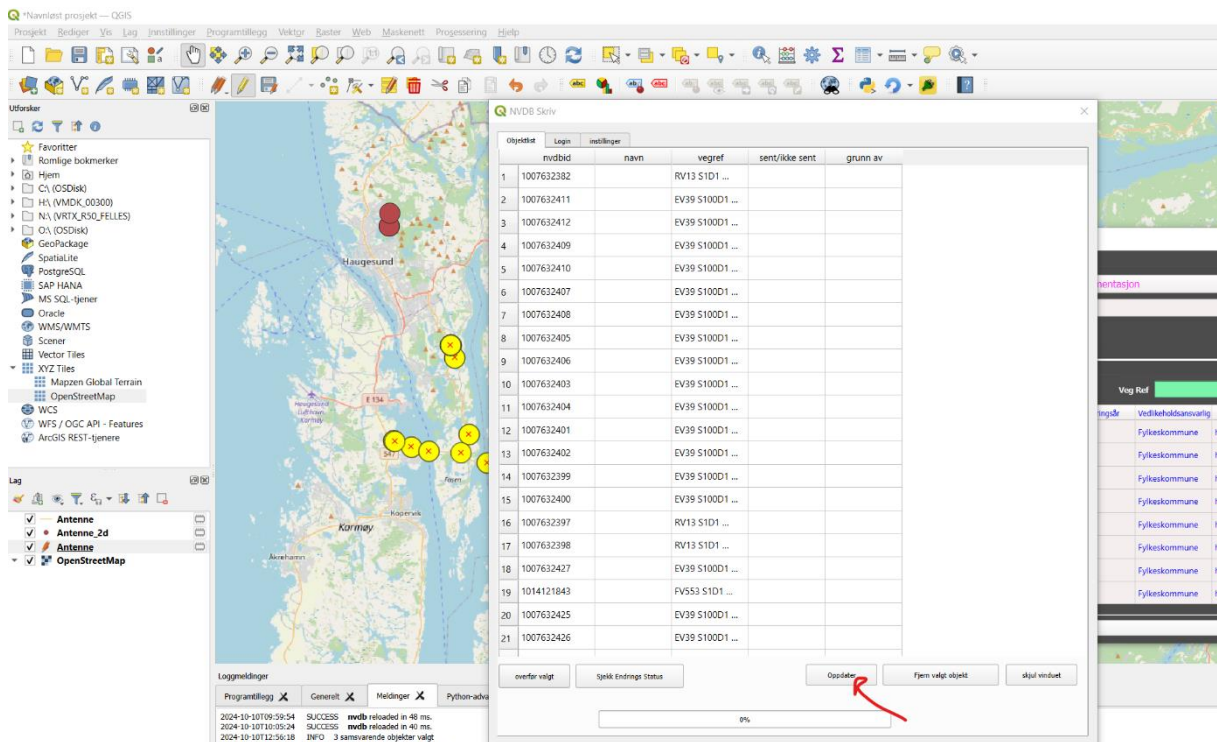 *Navnløst prosjekt — QGIS
Prosjekt Rediger Vis Lag Innstillinger Programtillegg Vektor Raster Web Maskenett Prosessering Hjelp
Utforsker
Favoritter
Romlige bokmerker
Hjem
C:\ (OSDisk)
H:\ (VMDK_00300)
N:\ (VRTX_R50_FELLES)
O:\ (OSDisk)
GeoPackage
SpatiaLite
PostgreSQL
SAP HANA
MS SQL-tjener
Oracle
WMS/WMTS
Scener
Vector Tiles
XYZ Tiles
Mapzen Global Terrain
OpenStreetMap
WCS
WFS / OGC API - Features
ArcGIS REST-tjenere
Lag
Antenne
Antenne_2d
Antenne
OpenStreetMap
Haugesund
E 134
547
Kopervik
Karmøy
Åkrehamn
NVDB Skriv
Objektlist Login instillinger
nvdbid navn vegref sent/ikke sent grunn av
1 1007632382 RV13 S1D1 ...
2 1007632411 EV39 S100D1 ...
3 1007632412 EV39 S100D1 ...
4 1007632409 EV39 S100D1 ...
5 1007632410 EV39 S100D1 ...
6 1007632407 EV39 S100D1 ...
7 1007632408 EV39 S100D1 ...
8 1007632405 EV39 S100D1 ...
9 1007632406 EV39 S100D1 ...
10 1007632403 EV39 S100D1 ...
11 1007632404 EV39 S100D1 ...
12 1007632401 EV39 S100D1 ...
13 1007632402 EV39 S100D1 ...
14 1007632399 EV39 S100D1 ...
15 1007632400 EV39 S100D1 ...
16 1007632397 RV13 S1D1 ...
17 1007632398 RV13 S1D1 ...
18 1007632427 EV39 S100D1 ...
19 1014121843 FV553 S1D1 ...
20 1007632425 EV39 S100D1 ...
21 1007632426 EV39 S100D1 ...
overfør valgt Sjekk Endrings Status Oppdater Fjern valgt objekt skjul vinduet
0%
mentasjon
Veg Ref
ringsår Vedlikeholdsansvarlig
Fylkeskommune
Fylkeskommune
Fylkeskommune
Fylkeskommune
Fylkeskommune
Fylkeskommune
Fylkeskommune
Fylkeskommune
Loggmeldinger
Programtillegg Generelt Meldinger Python-adva
2024-10-10T09:59:54 SUCCESS nvdb reloaded in 48 ms.
2024-10-10T10:05:24 SUCCESS nvdb reloaded in 40 ms.
2024-10-10T12:56:18 INFO 3 samsvarende objekter valgt